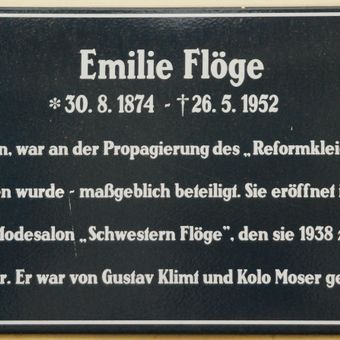 Emilie Flöge
* 30. 8. 1874 - † 26. 5. 1952
n, war an der Propagierung des „Reformklei
en wurde - maßgeblich beteiligt. Sie eröffnet i
Modesalon „Schwestern Flöge", den sie 1938 z
r. Er war von Gustav Klimt und Kolo Moser ge